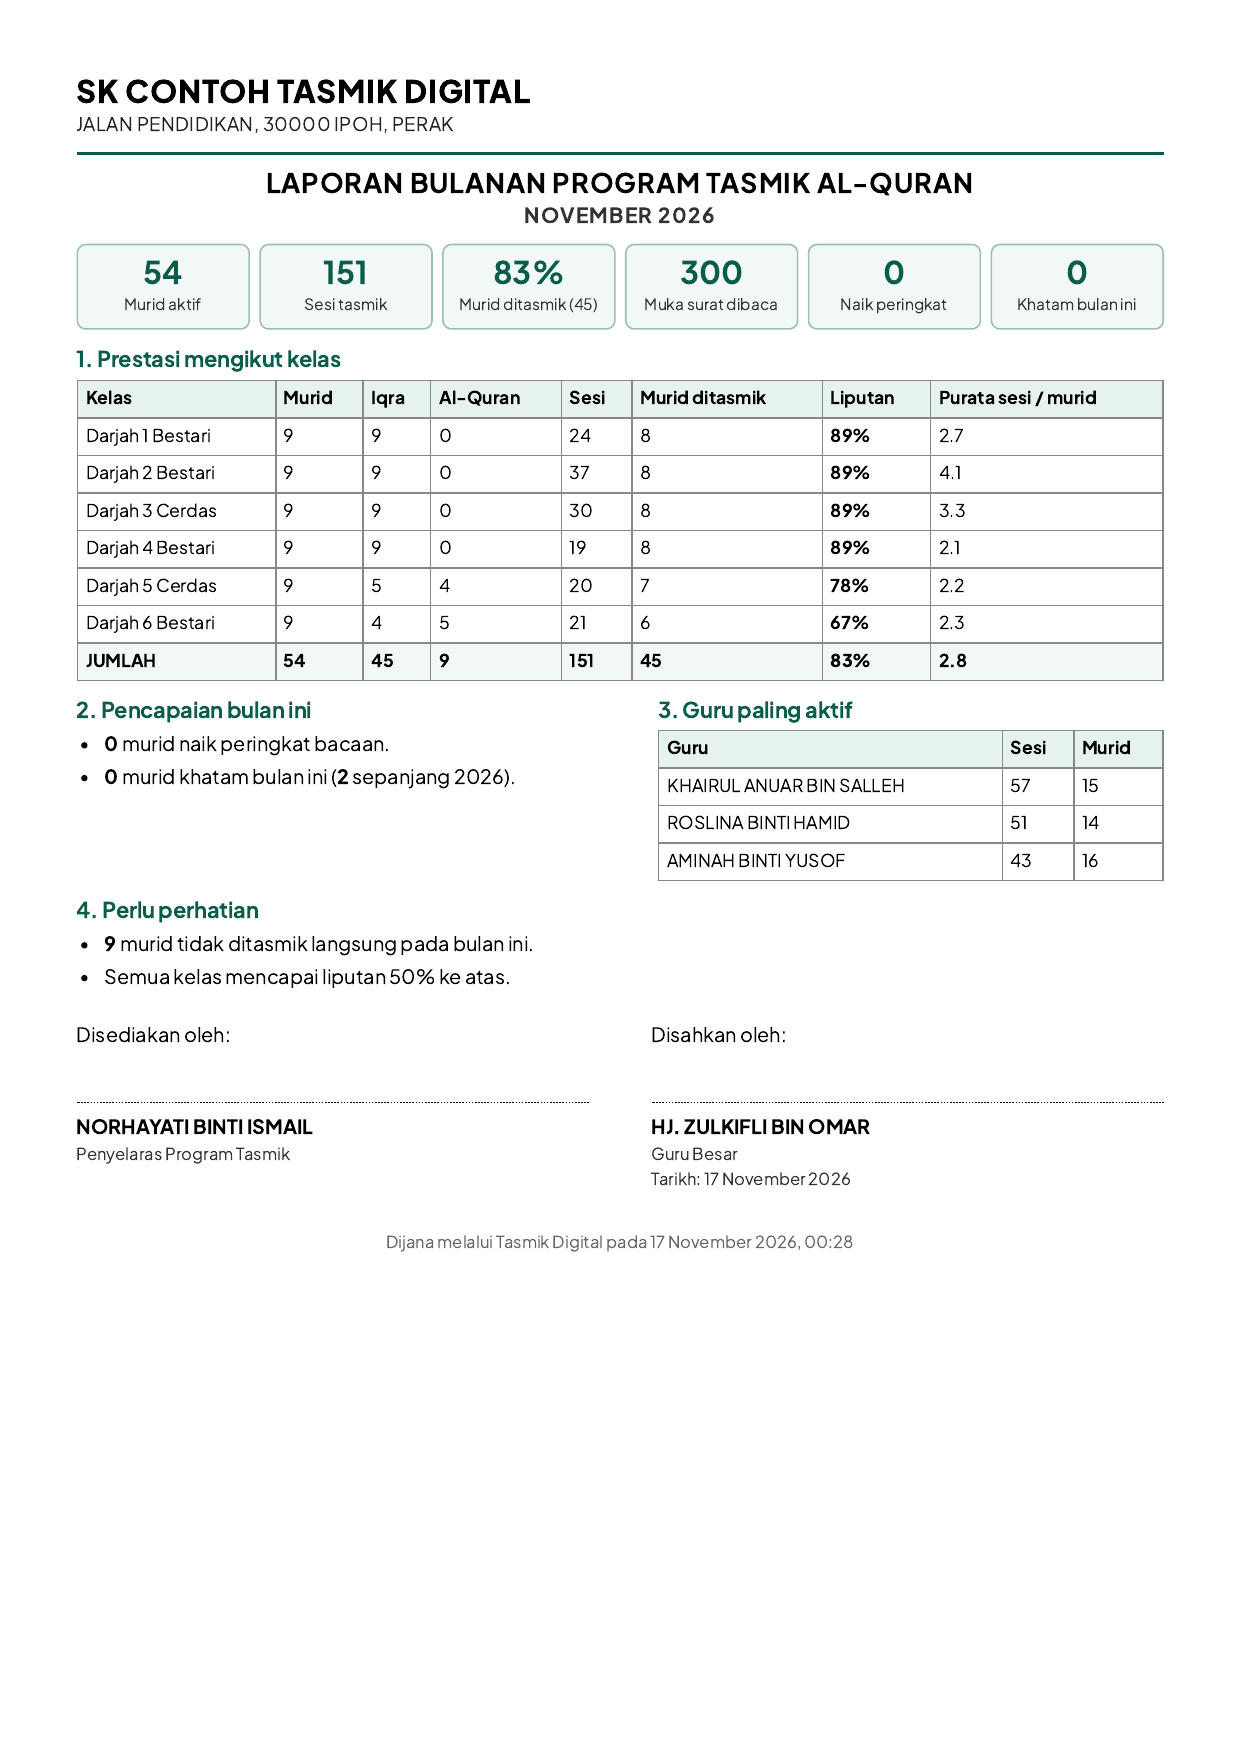 SK CONTOH TASMIK DIGITAL
JALAN PENDIDIKAN, 30000 IPOH, PERAK
LAPORAN BULANAN PROGRAM TASMIK AL-QURAN
NOVEMBER 2026
54 151 83% 300 0 0
Murid aktif Sesi tasmik Murid ditasmik (45) Muka surat dibaca Naik peringkat Khatam bulan ini
1. Prestasi mengikut kelas
Kelas Murid Iqra Al-Quran Sesi Murid ditasmik Liputan Purata sesi / murid
Darjah 1 Bestari 9 9 0 24 8 89% 2.7
Darjah 2 Bestari 9 9 0 37 8 89% 4.1
Darjah 3 Cerdas 9 9 0 30 8 89% 3.3
Darjah 4 Bestari 9 9 0 19 8 89% 2.1
Darjah 5 Cerdas 9 5 4 20 7 78% 2.2
Darjah 6 Bestari 9 4 5 21 6 67% 2.3
JUMLAH 54 45 9 151 45 83% 2.8
2. Pencapaian bulan ini
• 0 murid naik peringkat bacaan.
• 0 murid khatam bulan ini (2 sepanjang 2026).
3. Guru paling aktif
Guru Sesi Murid
KHAIRUL ANUAR BIN SALLEH 57 15
ROSLINA BINTI HAMID 51 14
AMINAH BINTI YUSOF 43 16
4. Perlu perhatian
• 9 murid tidak ditasmik langsung pada bulan ini.
• Semua kelas mencapai liputan 50% ke atas.
Disediakan oleh:
NORHAYATI BINTI ISMAIL
Penyelaras Program Tasmik
Disahkan oleh:
HJ. ZULKIFLI BIN OMAR
Guru Besar
Tarikh: 17 November 2026
Dijana melalui Tasmik Digital pada 17 November 2026, 00:28